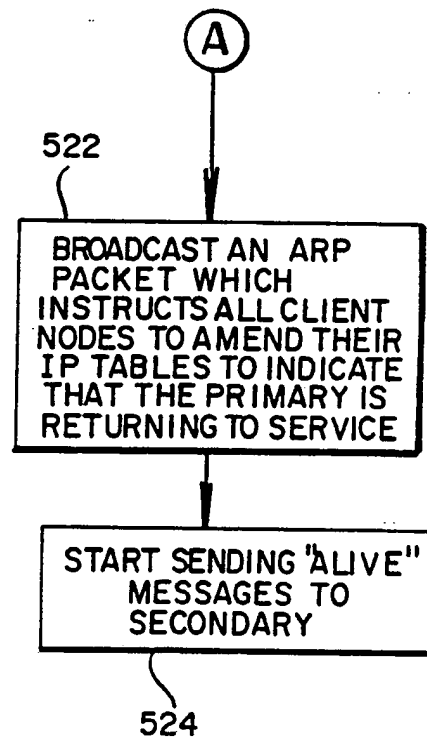 A
522
BROADCAST AN ARP
PACKET WHICH
INSTRUCTS ALL CLIENT
NODES TO AMEND THEIR
IP TABLES TO INDICATE
THAT THE PRIMARY IS
RETURNING TO SERVICE
START SENDING "ALIVE"
MESSAGES TO
SECONDARY
524